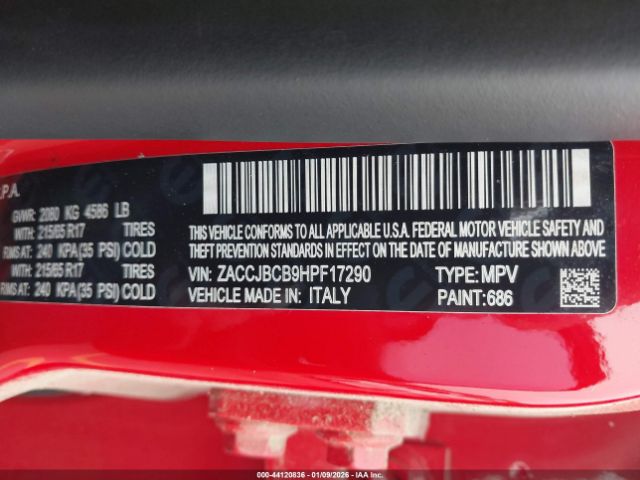 .P.A.
GVWR: 2080 KG 4586 LB
WITH: 215/65 R17 TIRES
RIMS AT: 240 KPA(35 PSI) COLD
WITH: 215/65 R17 TIRES
RIMS AT: 240 KPA(35 PSI) COLD
THIS VEHICLE CONFORMS TO ALL APPLICABLE U.S.A. FEDERAL MOTOR VEHICLE SAFETY AND
THEFT PREVENTION STANDARDS IN EFFECT ON THE DATE OF MANUFACTURE SHOWN ABOVE.
VIN: ZACCJBCB9HPF17290 TYPE: MPV
VEHICLE MADE IN: ITALY PAINT:686
000-44120836 - 01/09/2026 - IAA Inc.